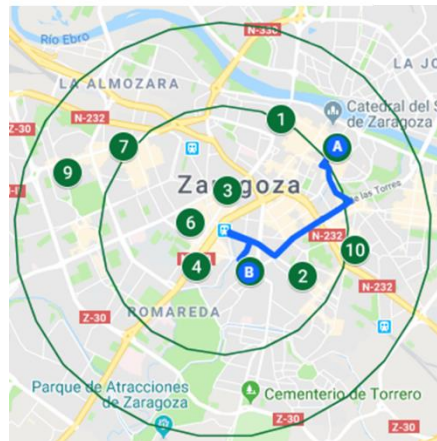 N-330
Río Ebro
LA ALMOZARA
LA JO
N-232
Z-30
1
Catedral del S
de Zaragoza
7
A
9
Zaragoza
3
de las Torres
6
N-232
10
4
B
2
Z-30
ROMAREDA
Z-30
Z-30
Parque de Atracciones
de Zaragoza
Cementerio de Torrero